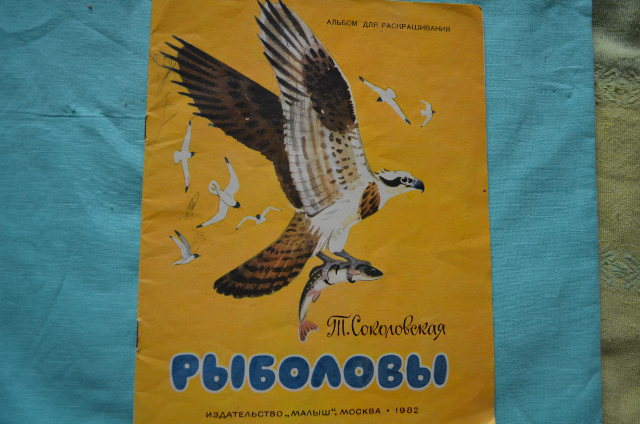 АЛЬБОМ ДЛЯ РАСКРАШИВАНИЯ
Т. Соколовская
РЫБОЛОВЫ
ИЗДАТЕЛЬСТВО „МАЛЫШ", МОСКВА · 1982